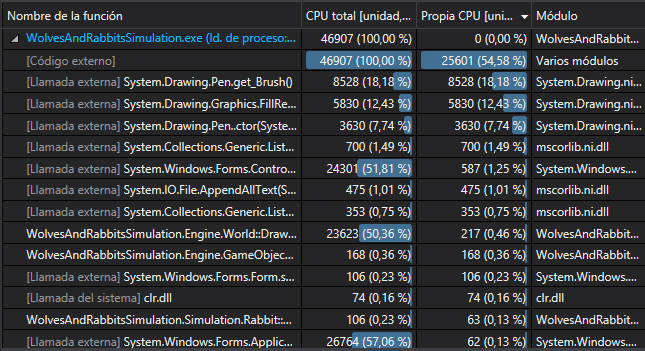 Nombre de la función CPU total [unidad,... Propia CPU [uni... Módulo
WolvesAndRabbitsSimulation.exe (Id. de proceso:... 46907 (100,00 %) 0 (0,00 %) WolvesAndRabbit...
[Código externo] 46907 (100,00 %) 25601 (54,58 %) Varios módulos
[Llamada externa] System.Drawing.Pen.get_Brush() 8528 (18,18 %) 8528 (18,18 %) System.Drawing.ni...
[Llamada externa] System.Drawing.Graphics.FillRe... 5830 (12,43 %) 5830 (12,43 %) System.Drawing.ni...
[Llamada externa] System.Drawing.Pen..ctor(Syste... 3630 (7,74 %) 3630 (7,74 %) System.Drawing.ni...
[Llamada externa] System.Collections.Generic.List... 700 (1,49 %) 700 (1,49 %) mscorlib.ni.dll
[Llamada externa] System.Windows.Forms.Contro... 24301 (51,81 %) 587 (1,25 %) System.Windows....
[Llamada externa] System.IO.File.AppendAllText(S... 475 (1,01 %) 475 (1,01 %) mscorlib.ni.dll
[Llamada externa] System.Collections.Generic.List... 353 (0,75 %) 353 (0,75 %) mscorlib.ni.dll
WolvesAndRabbitsSimulation.Engine.World::Draw... 23623 (50,36 %) 217 (0,46 %) WolvesAndRabbit...
WolvesAndRabbitsSimulation.Engine.GameObjec... 168 (0,36 %) 168 (0,36 %) WolvesAndRabbit...
[Llamada externa] System.Windows.Forms.Form.s... 106 (0,23 %) 106 (0,23 %) System.Windows....
[Llamada del sistema] clr.dll 74 (0,16 %) 74 (0,16 %) clr.dll
WolvesAndRabbitsSimulation.Simulation.Rabbit::... 106 (0,23 %) 63 (0,13 %) WolvesAndRabbit...
[Llamada externa] System.Windows.Forms.Applic... 26764 (57,06 %) 62 (0,13 %) System.Windows....